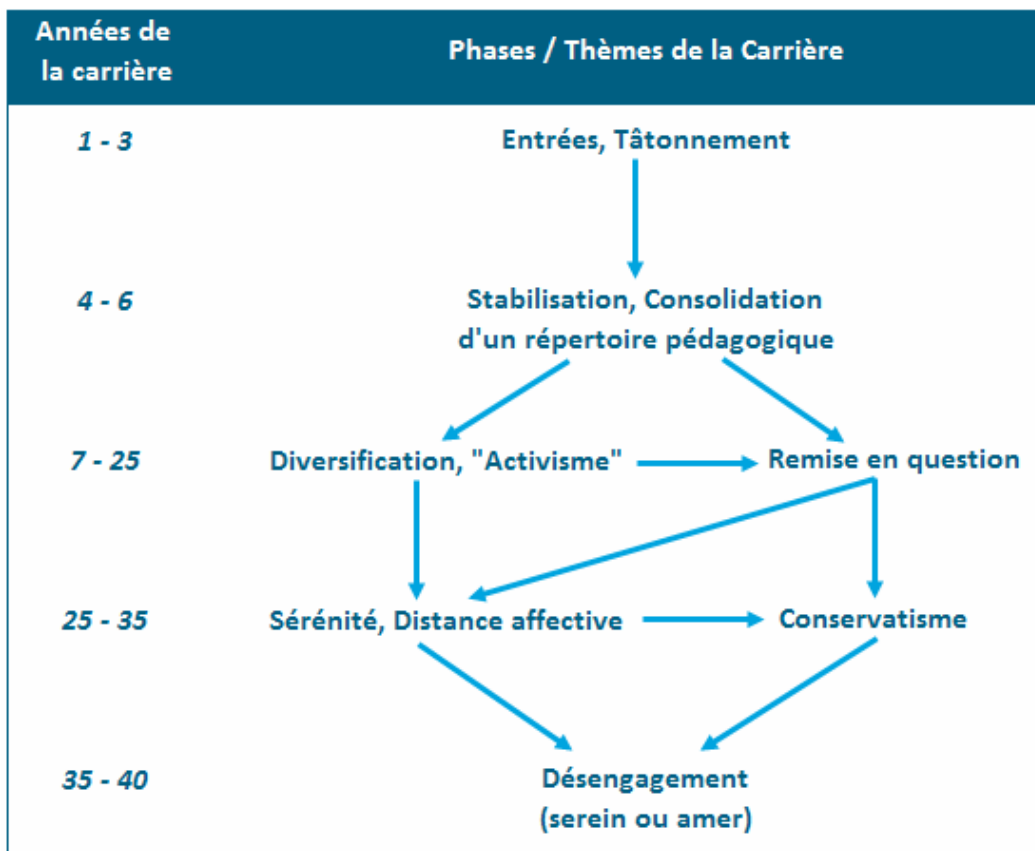 Années de
la carrière
Phases / Thèmes de la Carrière
1 - 3
Entrées, Tâtonnement
4 - 6
Stabilisation, Consolidation
d'un répertoire pédagogique
7 - 25
Diversification, "Activisme"
Remise en question
25 - 35
Sérénité, Distance affective
Conservatisme
35 - 40
Désengagement
(serein ou amer)